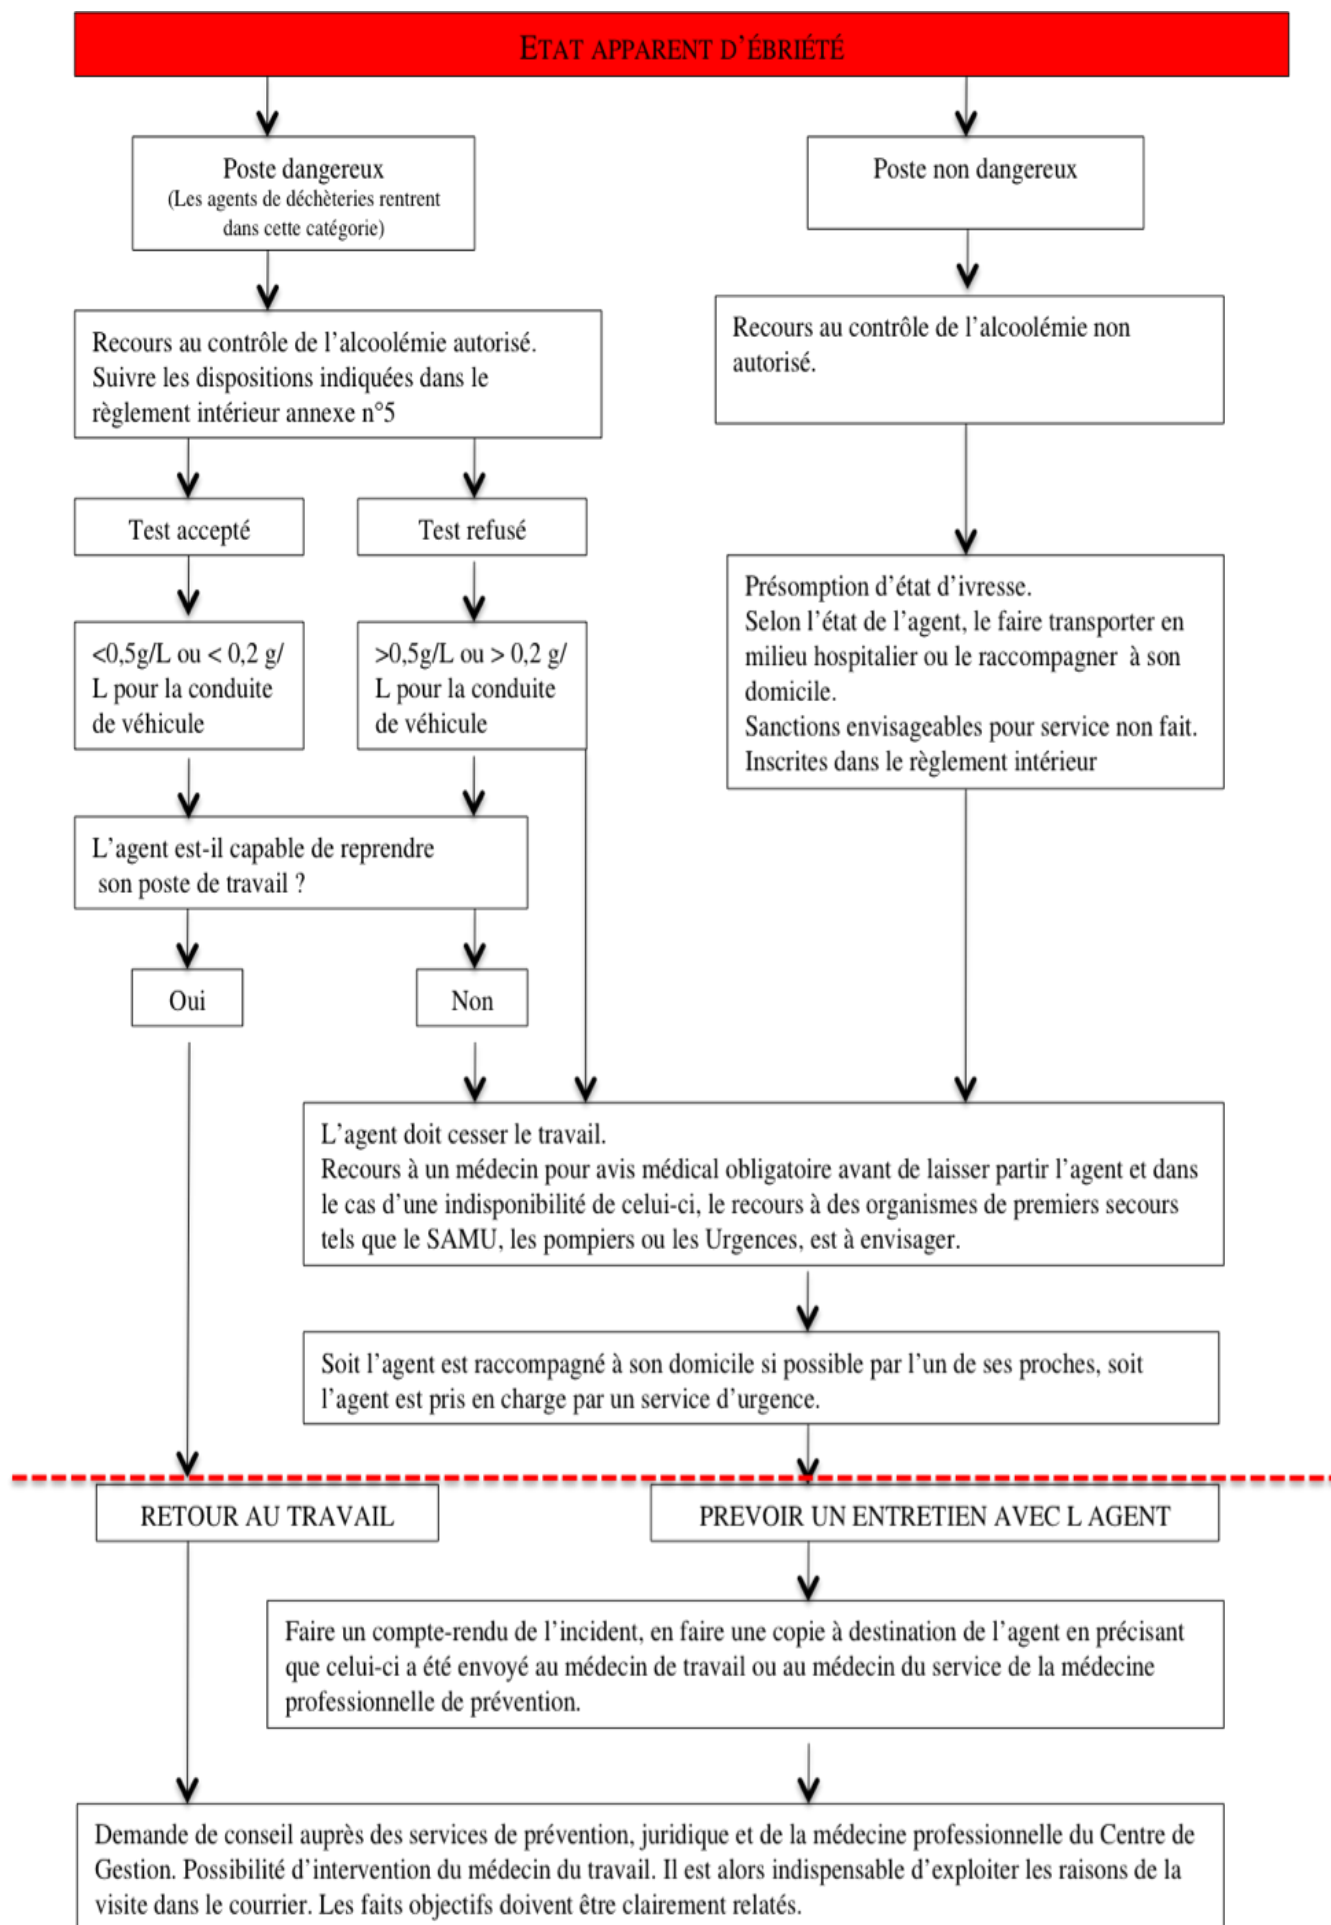 ETAT APPARENT D'ÉBRIÉTÉ
Poste dangereux
(Les agents de déchèteries rentrent
dans cette catégorie)
Poste non dangereux
Recours au contrôle de l'alcoolémie autorisé.
Suivre les dispositions indiquées dans le
règlement intérieur annexe n°5
Recours au contrôle de l'alcoolémie non
autorisé.
Test accepté
Test refusé
<0,5g/L ou < 0,2 g/
L pour la conduite
de véhicule
>0,5g/L ou > 0,2 g/
L pour la conduite
de véhicule
Présomption d'état d'ivresse.
Selon l'état de l'agent, le faire transporter en
milieu hospitalier ou le raccompagner à son
domicile.
Sanctions envisageables pour service non fait.
Inscrites dans le règlement intérieur
L'agent est-il capable de reprendre
son poste de travail ?
Oui
Non
L'agent doit cesser le travail.
Recours à un médecin pour avis médical obligatoire avant de laisser partir l'agent et dans
le cas d'une indisponibilité de celui-ci, le recours à des organismes de premiers secours
tels que le SAMU, les pompiers ou les Urgences, est à envisager.
Soit l'agent est raccompagné à son domicile si possible par l'un de ses proches, soit
l'agent est pris en charge par un service d'urgence.
RETOUR AU TRAVAIL
PREVOIR UN ENTRETIEN AVEC L AGENT
Faire un compte-rendu de l'incident, en faire une copie à destination de l'agent en précisant
que celui-ci a été envoyé au médecin de travail ou au médecin du service de la médecine
professionnelle de prévention.
Demande de conseil auprès des services de prévention, juridique et de la médecine professionnelle du Centre de
Gestion. Possibilité d'intervention du médecin du travail. Il est alors indispensable d'exploiter les raisons de la
visite dans le courrier. Les faits objectifs doivent être clairement relatés.